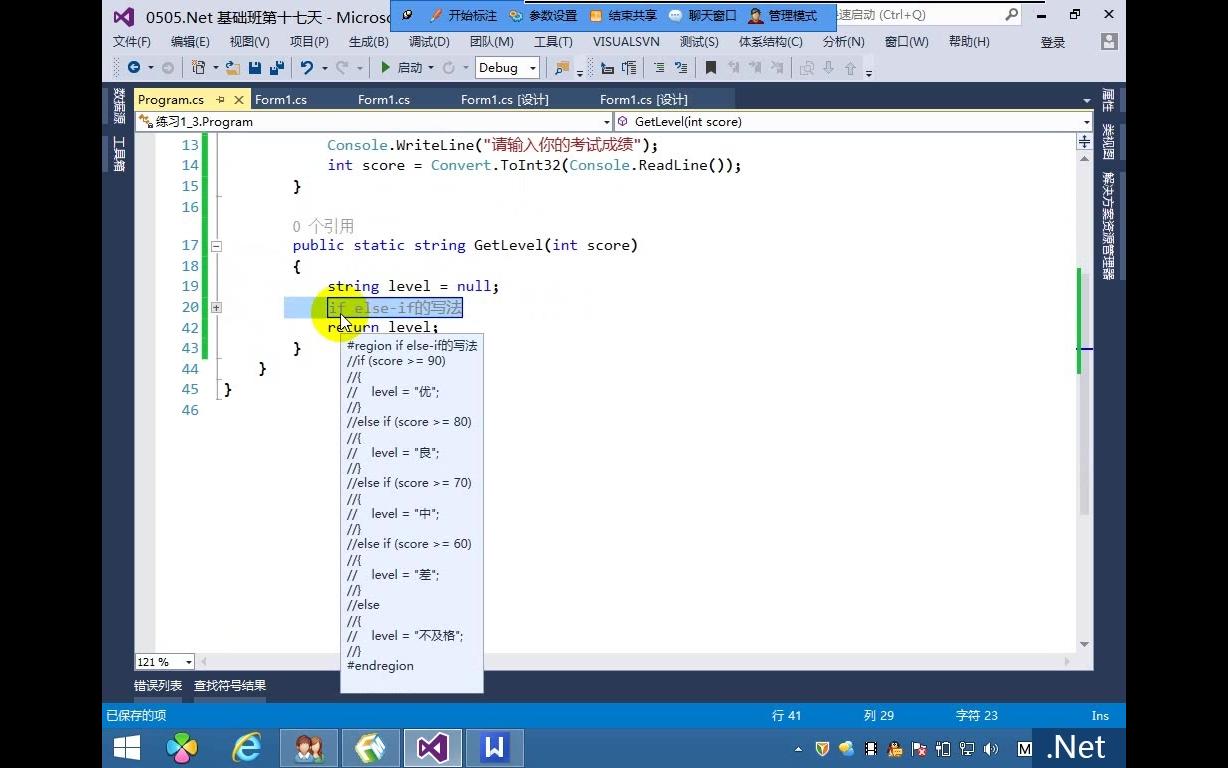 0505.Net 基础班第十七天 - Microsc
开始标注 参数设置 结束共享 聊天窗口 管理模式
速启动 (Ctrl+Q)
文件(F) 编辑(E) 视图(V) 项目(P) 生成(B) 调试(D) 团队(M) 工具(T) VISUALSVN 测试(S) 体系结构(C) 分析(N) 窗口(W) 帮助(H) 登录
启动 Debug
数据源
工具箱
Program.cs Form1.cs Form1.cs Form1.cs [设计] Form1.cs [设计]
属性
类视图
解决方案资源管理器
练习1_3.Program GetLevel(int score)
13 Console.WriteLine("请输入你的考试成绩");
14 int score = Convert.ToInt32(Console.ReadLine());
15 }
16
0 个引用
17 public static string GetLevel(int score)
18 {
19 string level = null;
20 if else-if的写法
42 return level;
43 }
44 }
45 }
46
#region if else-if的写法
//if (score >= 90)
//{
// level = "优";
//}
//else if (score >= 80)
//{
// level = "良";
//}
//else if (score >= 70)
//{
// level = "中";
//}
//else if (score >= 60)
//{
// level = "差";
//}
//else
//{
// level = "不及格";
//}
#endregion
121 %
错误列表 查找符号结果
已保存的项 行 41 列 29 字符 23 Ins
M .Net